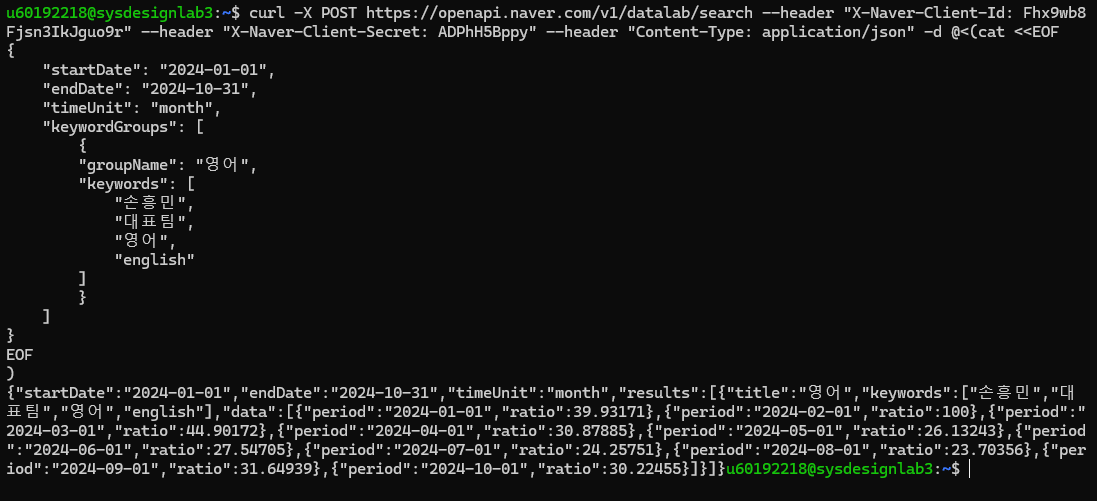 u60192218@sysdesignlab3:~$ curl -X POST https://openapi.naver.com/v1/datalab/search --header "X-Naver-Client-Id: Fhx9wb8
Fjsn3IkJguo9r" --header "X-Naver-Client-Secret: ADPhH5Bppy" --header "Content-Type: application/json" -d @<(cat <<EOF
{
    "startDate": "2024-01-01",
    "endDate": "2024-10-31",
    "timeUnit": "month",
    "keywordGroups": [
        {
        "groupName": "영어",
        "keywords": [
            "손흥민",
            "대표팀",
            "영어",
            "english"
        ]
        }
    ]
}
EOF
)
{"startDate":"2024-01-01","endDate":"2024-10-31","timeUnit":"month","results":[{"title":"영어","keywords":["손흥민","대
표팀","영어","english"],"data":[{"period":"2024-01-01","ratio":39.93171},{"period":"2024-02-01","ratio":100},{"period":"
2024-03-01","ratio":44.90172},{"period":"2024-04-01","ratio":30.87885},{"period":"2024-05-01","ratio":26.13243},{"period
":"2024-06-01","ratio":27.54705},{"period":"2024-07-01","ratio":24.25751},{"period":"2024-08-01","ratio":23.70356},{"per
iod":"2024-09-01","ratio":31.64939},{"period":"2024-10-01","ratio":30.22455}]}]}u60192218@sysdesignlab3:~$